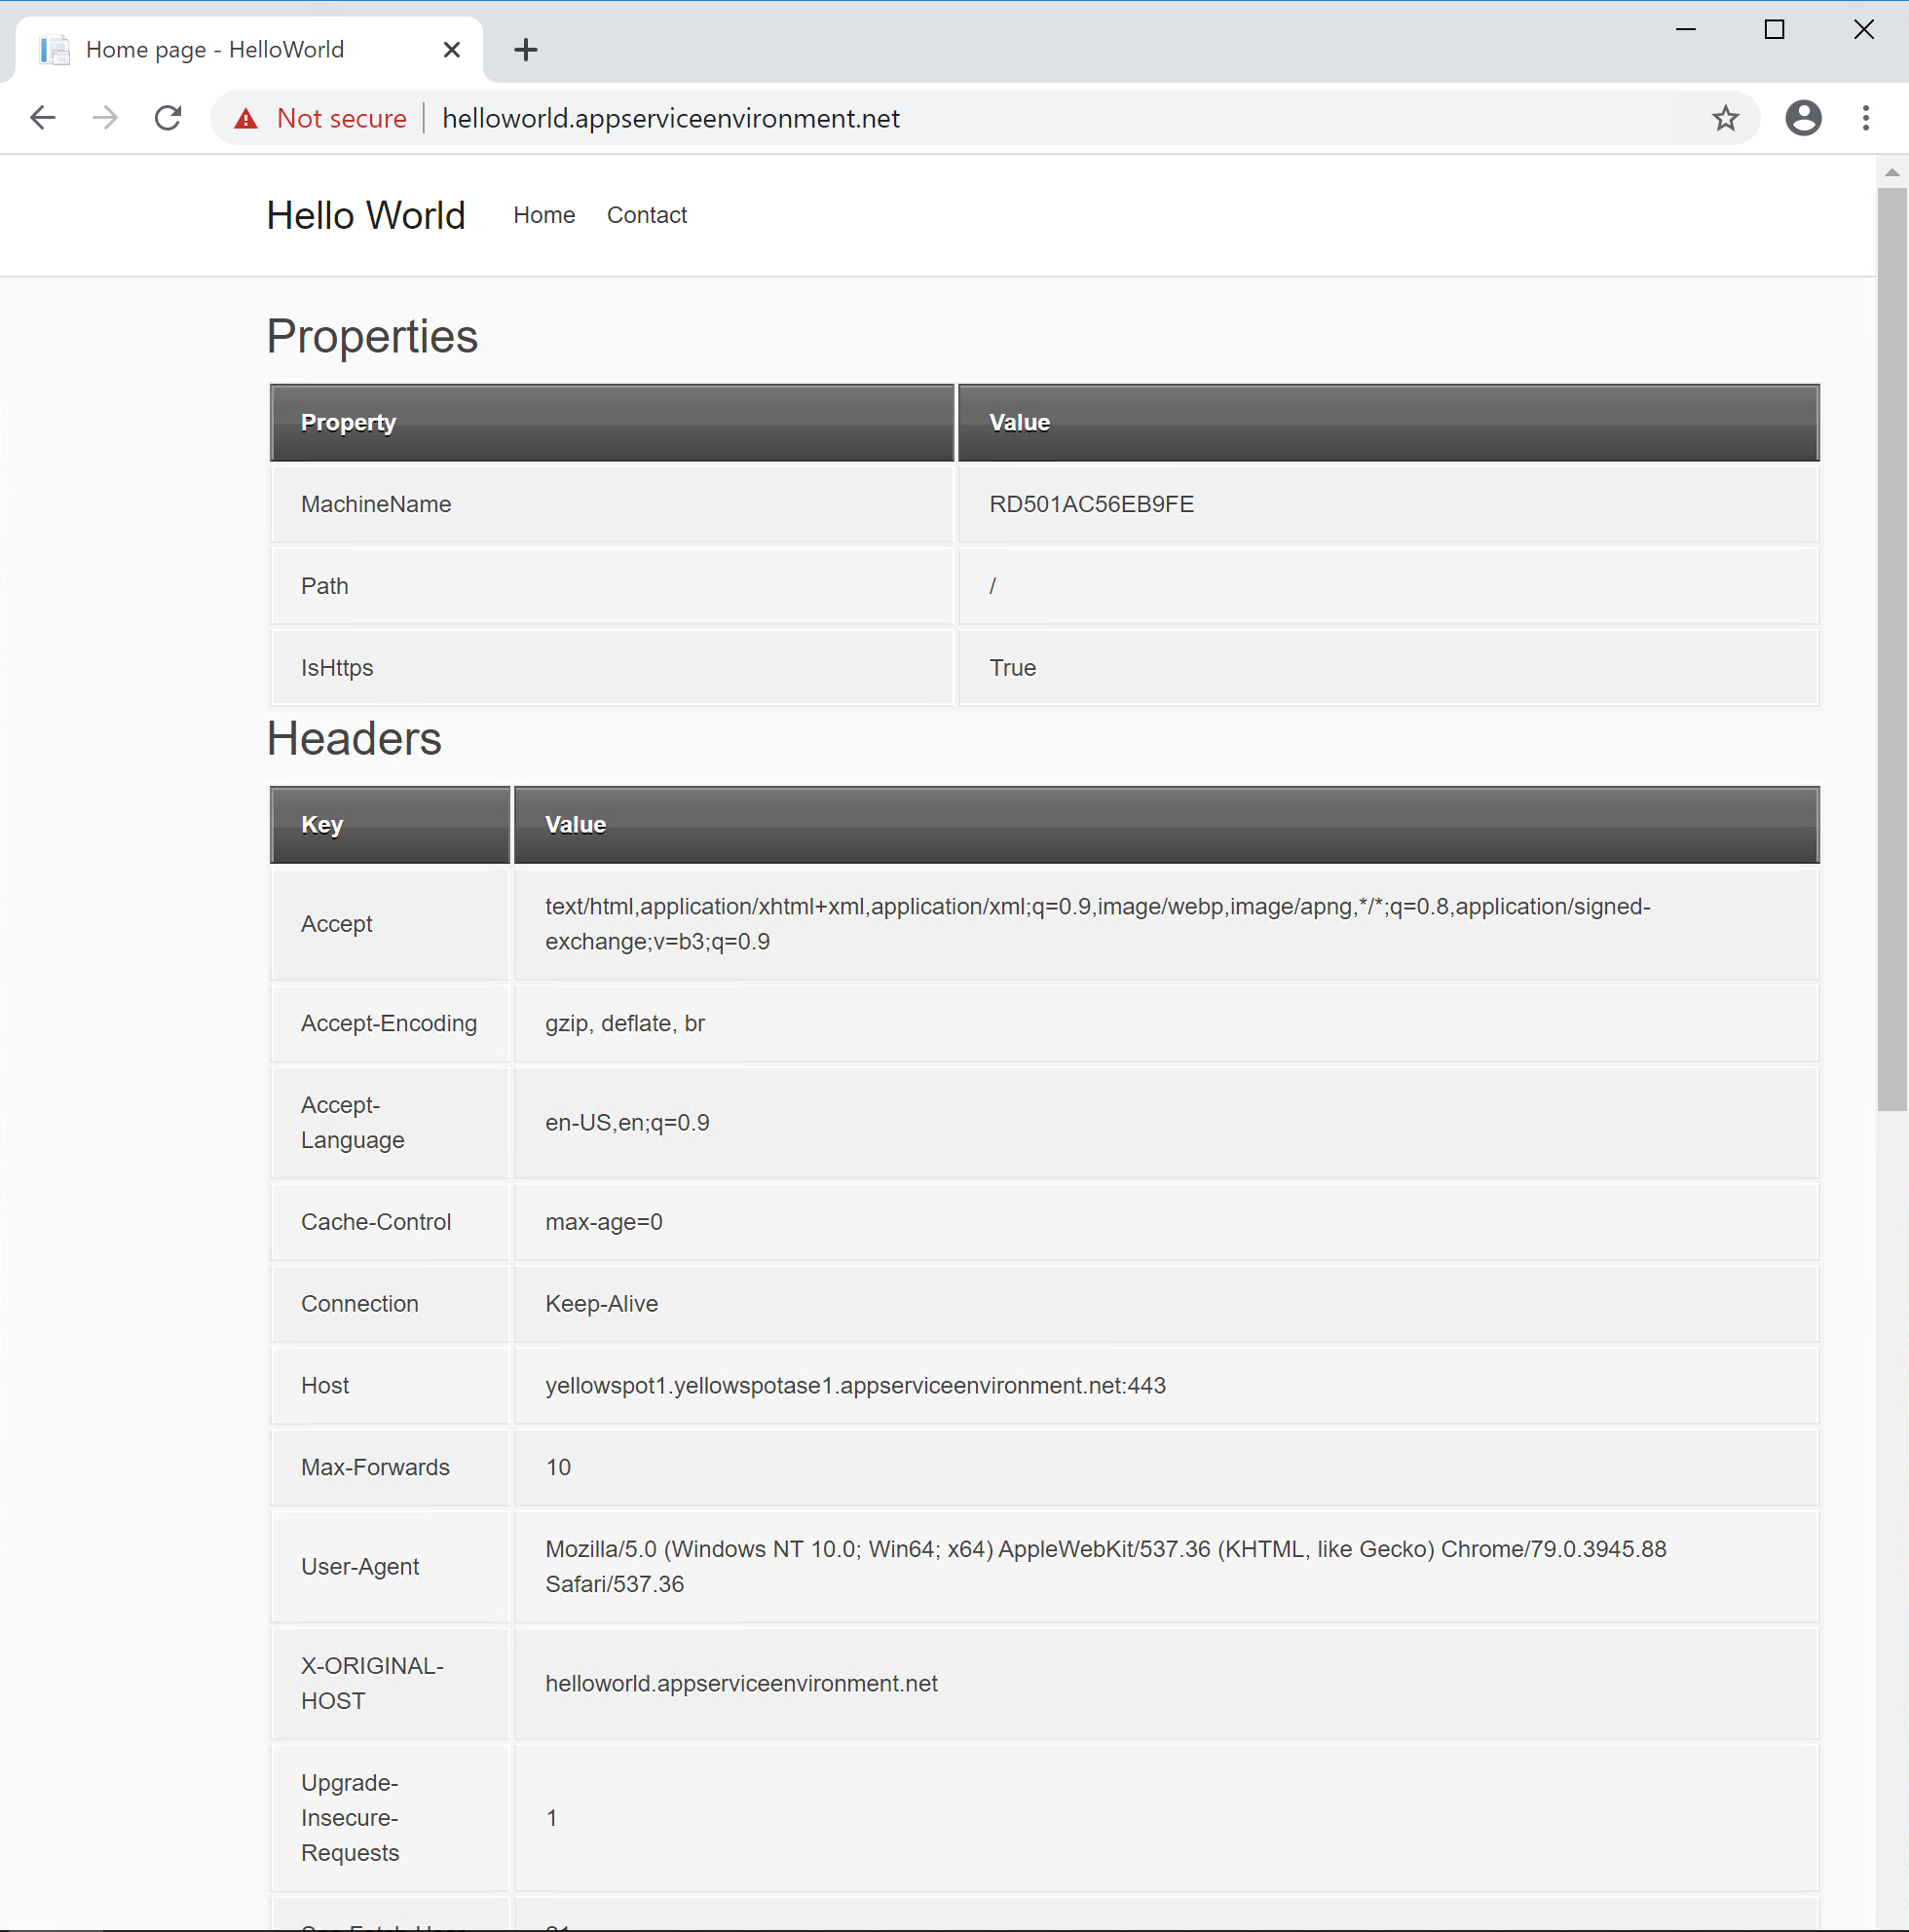 Home page - HelloWorld
Not secure
helloworld.appserviceenvironment.net
Hello World Home Contact
Properties
Property Value
MachineName RD501AC56EB9FE
Path /
IsHttps True
Headers
Key Value
Accept text/html,application/xhtml+xml,application/xml;q=0.9,image/webp,image/apng,*/*;q=0.8,application/signed-
exchange;v=b3;q=0.9
Accept-Encoding gzip, deflate, br
Accept-
Language
en-US,en;q=0.9
Cache-Control max-age=0
Connection Keep-Alive
Host yellowspot1.yellowspotase1.appserviceenvironment.net:443
Max-Forwards 10
User-Agent Mozilla/5.0 (Windows NT 10.0; Win64; x64) AppleWebKit/537.36 (KHTML, like Gecko) Chrome/79.0.3945.88
Safari/537.36
X-ORIGINAL-
HOST
helloworld.appserviceenvironment.net
Upgrade-
Insecure-
Requests
1